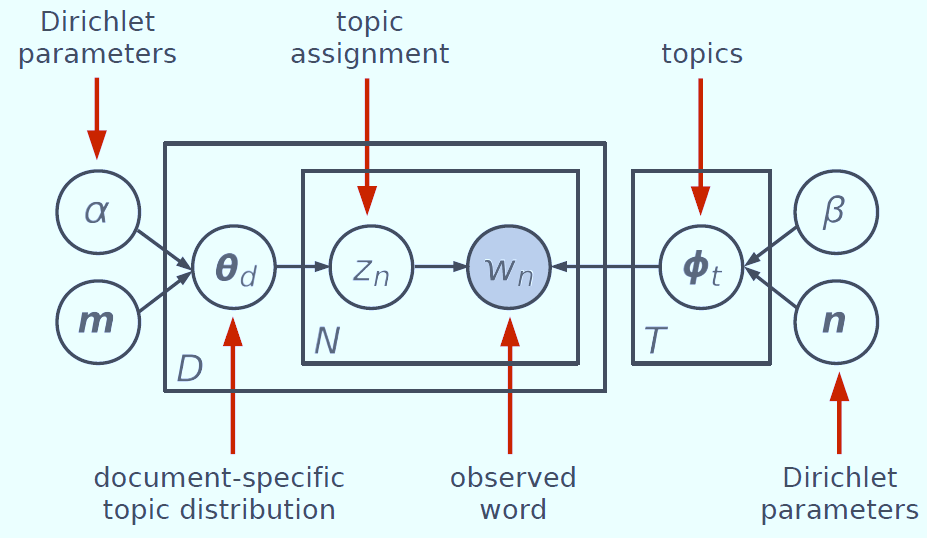 Dirichlet
parameters
topic
assignment
topics
α
m
θd
zn
wn
ϕt
β
n
D
N
T
document-specific
topic distribution
observed
word
Dirichlet
parameters